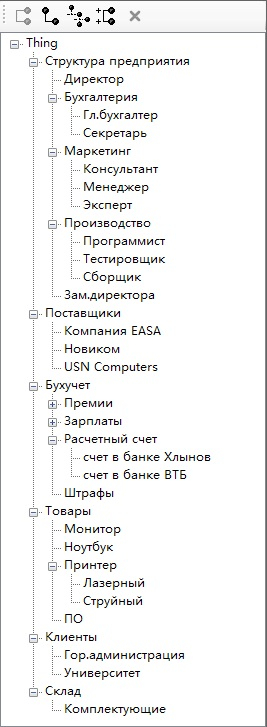 Thing
Структура предприятия
Директор
Бухгалтерия
Гл.бухгалтер
Секретарь
Маркетинг
Консультант
Менеджер
Эксперт
Производство
Программист
Тестировщик
Сборщик
Зам.директора
Поставщики
Компания EASA
Новиком
USN Computers
Бухучет
Премии
Зарплаты
Расчетный счет
счет в банке Хлынов
счет в банке ВТБ
Штрафы
Товары
Монитор
Ноутбук
Принтер
Лазерный
Струйный
ПО
Клиенты
Гор.администрация
Университет
Склад
Комплектующие